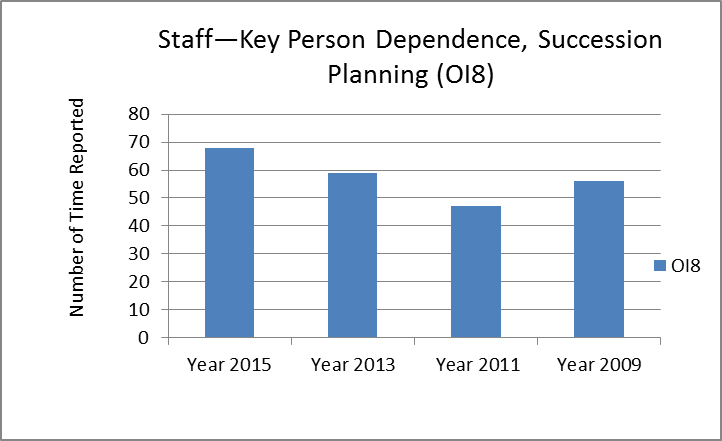 Staff—Key Person Dependence, Succession
Planning (OI8)
Number of Time Reported
80
70
60
50
40
30
20
10
0
Year 2015
Year 2013
Year 2011
Year 2009
OI8